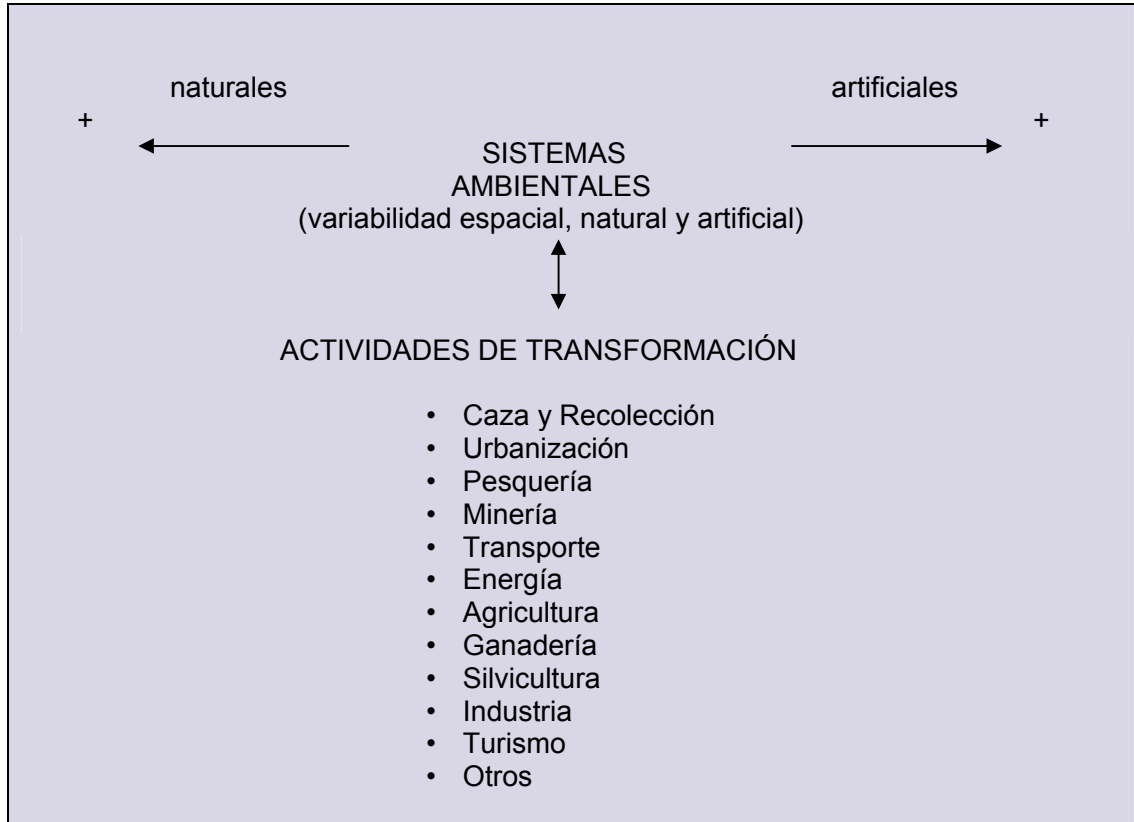 naturales artificiales
+ +
SISTEMAS
AMBIENTALES
(variabilidad espacial, natural y artificial)
ACTIVIDADES DE TRANSFORMACIÓN
• Caza y Recolección
• Urbanización
• Pesquería
• Minería
• Transporte
• Energía
• Agricultura
• Ganadería
• Silvicultura
• Industria
• Turismo
• Otros